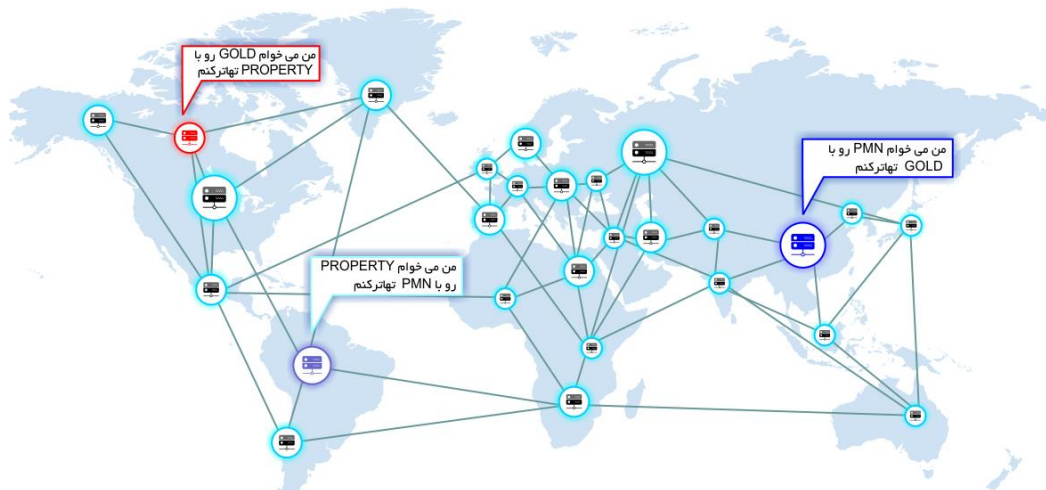 من می خوام GOLD رو با
PROPERTY تهاترکنم
من می خوام PMN رو با
GOLD تهاترکنم
من می خوام PROPERTY
رو با PMN تهاترکنم